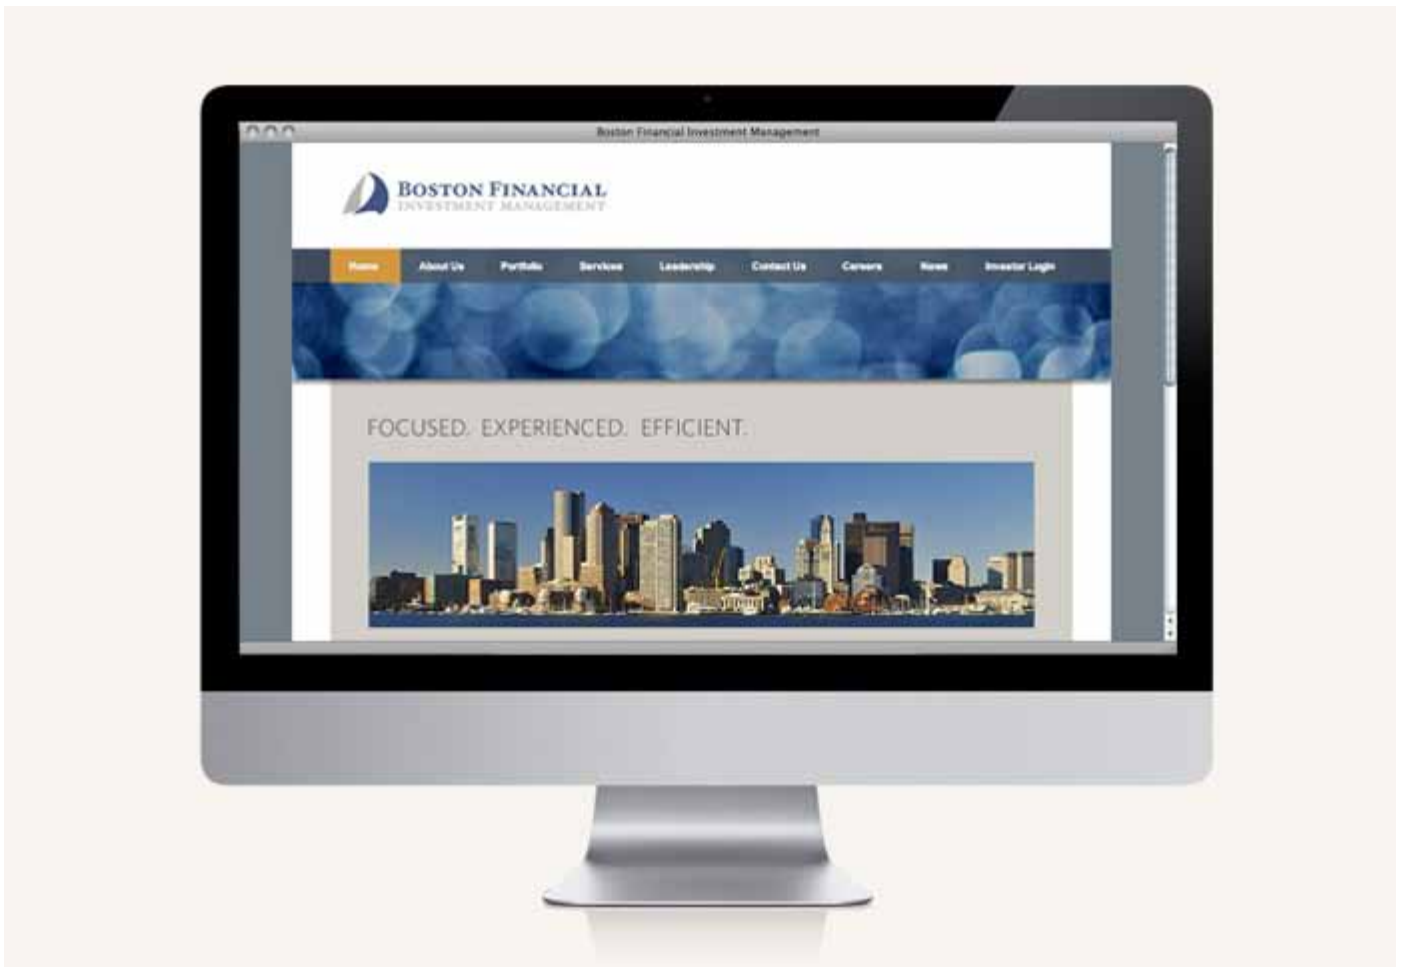 Boston Financial Investment Management
BOSTON FINANCIAL
INVESTMENT MANAGEMENT
Home About Us Portfolio Services Leadership Contact Us Careers News Investor Login
FOCUSED. EXPERIENCED. EFFICIENT.